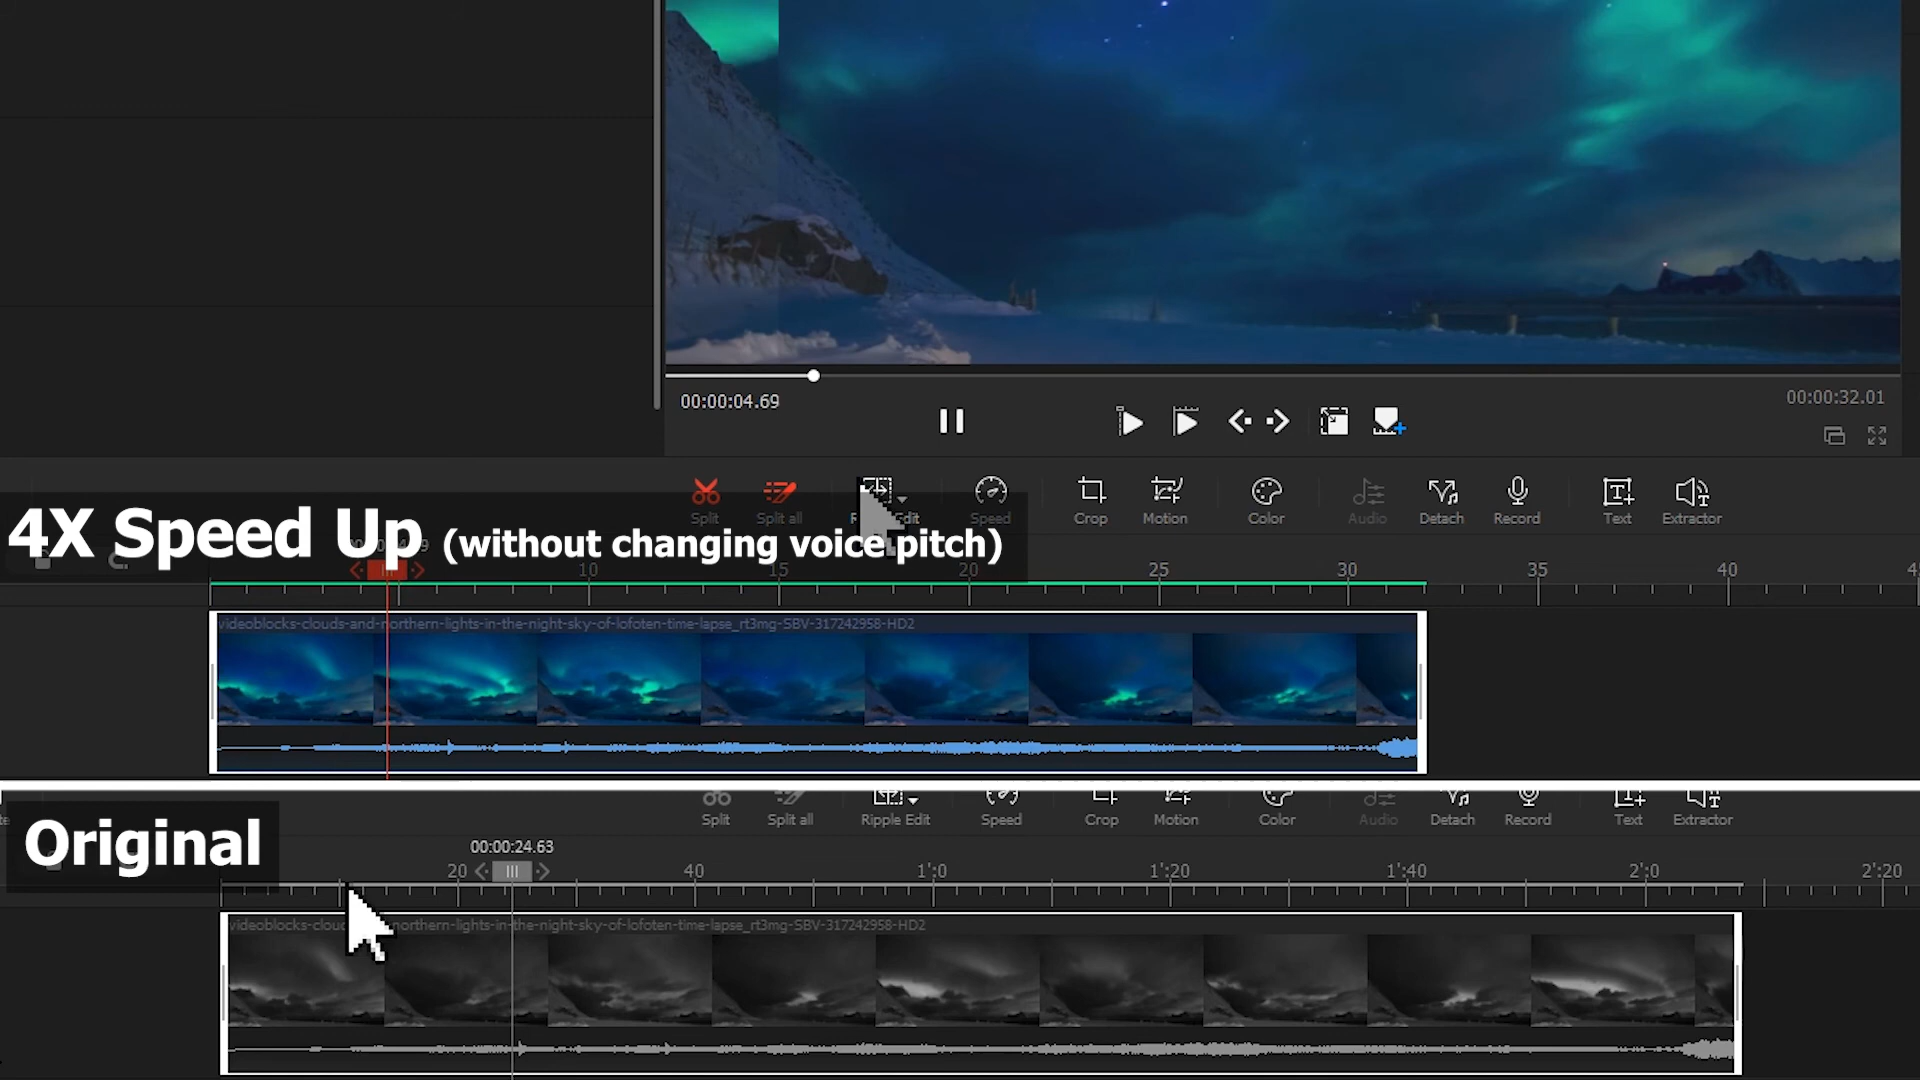 00:00:04.69
00:00:32.01
Split
Split all
Speed
Crop
Motion
Color
Audio
Detach
Record
Text
Extractor
4X Speed Up (without changing voice pitch)
10
15
20
25
30
35
40
videoblocks-clouds-and-northern-lights-in-the-night-sky-of-lofoten-time-lapse_rt3mg-SBV-317242958-HD2
Split
Split all
Ripple Edit
Speed
Crop
Motion
Color
Audio
Detach
Record
Text
Extractor
Original
00:00:24.63
20
40
1':0
1':20
1':40
2':0
2':20
northern-lights-in-the-night-sky-of-lofoten-time-lapse_rt3mg-SBV-317242958-HD2